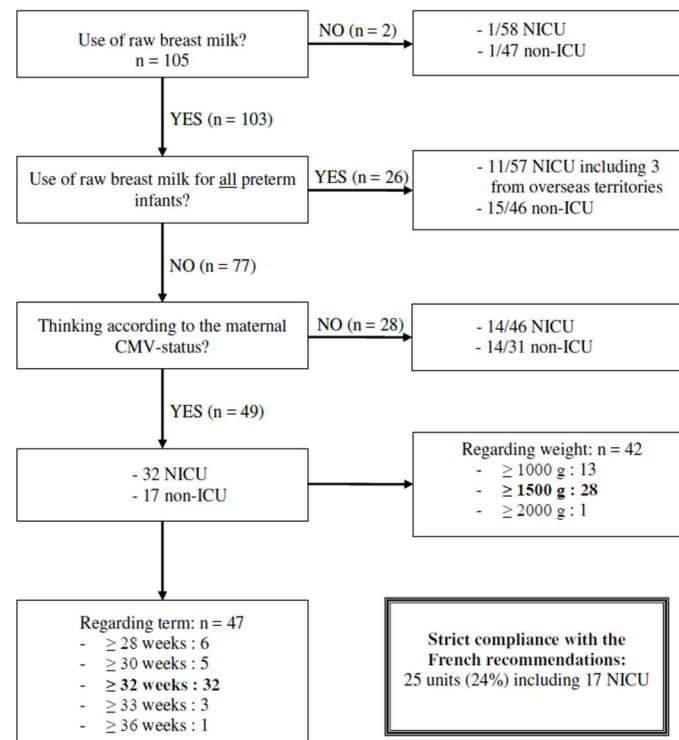 Use of raw breast milk?
n = 105
NO (n = 2)
- 1/58 NICU
- 1/47 non-ICU
YES (n = 103)
Use of raw breast milk for all preterm
infants?
YES (n = 26)
- 11/57 NICU including 3
from overseas territories
- 15/46 non-ICU
NO (n = 77)
Thinking according to the maternal
CMV-status?
NO (n = 28)
- 14/46 NICU
- 14/31 non-ICU
YES (n = 49)
- 32 NICU
- 17 non-ICU
Regarding weight: n = 42
- ≥ 1000 g : 13
- ≥ 1500 g : 28
- ≥ 2000 g : 1
Regarding term: n = 47
- ≥ 28 weeks : 6
- ≥ 30 weeks : 5
- ≥ 32 weeks : 32
- ≥ 33 weeks : 3
- ≥ 36 weeks : 1
Strict compliance with the
French recommendations:
25 units (24%) including 17 NICU